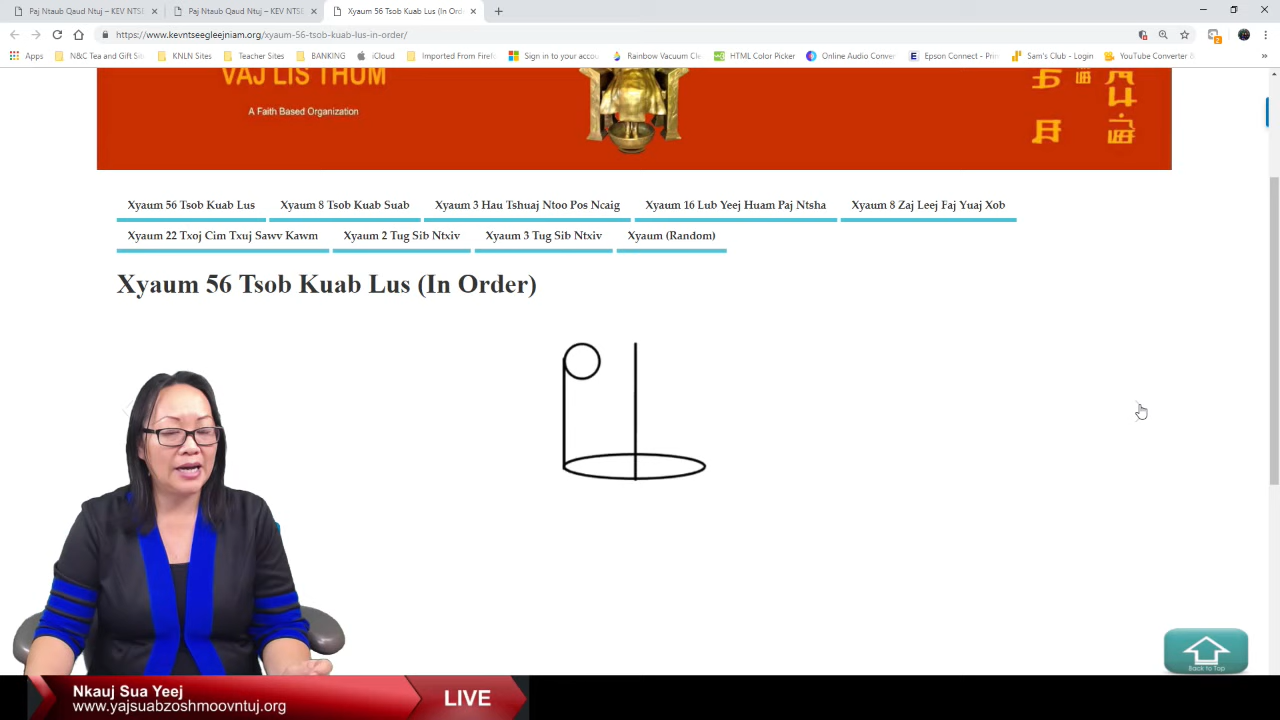 Paj Ntaub Qaud Ntuj – KEV NTSE
Paj Ntaub Qaud Ntuj – KEV NTSE
Xyaum 56 Tsob Kuab Lus (In Ord
https://www.kevntseegleejniam.org/xyaum-56-tsob-kuab-lus-in-order/
Apps N&C Tea and Gift Si KNLN Sites Teacher Sites BANKING iCloud Imported From Firef Sign in to your accou Rainbow Vacuum Cle HTML Color Picker Online Audio Conver Epson Connect - Prin Sam's Club - Login YouTube Converter &
VAJ LIS THUM
A Faith Based Organization
Xyaum 56 Tsob Kuab Lus Xyaum 8 Tsob Kuab Suab Xyaum 3 Hau Tshuaj Ntoo Pos Ncaig Xyaum 16 Lub Yeej Huam Paj Ntsha Xyaum 8 Zaj Leej Faj Yuaj Xob
Xyaum 22 Txoj Cim Txuj Sawv Kawm Xyaum 2 Tug Sib Ntxiv Xyaum 3 Tug Sib Ntxiv Xyaum (Random)
Xyaum 56 Tsob Kuab Lus (In Order)
Back to Top
Nkauj Sua Yeej
LIVE
www.yajsuabzoshmoovntuj.org